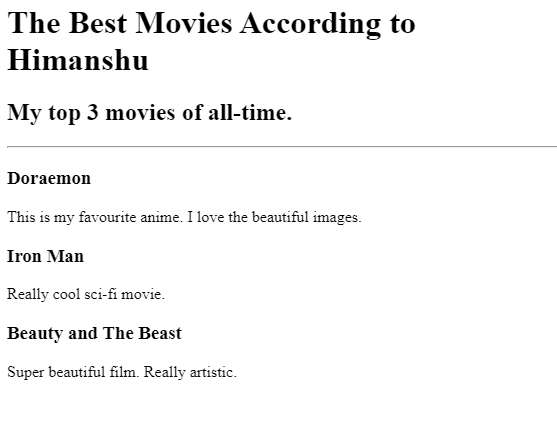 The Best Movies According to
Himanshu
My top 3 movies of all-time.
Doraemon
This is my favourite anime. I love the beautiful images.
Iron Man
Really cool sci-fi movie.
Beauty and The Beast
Super beautiful film. Really artistic.